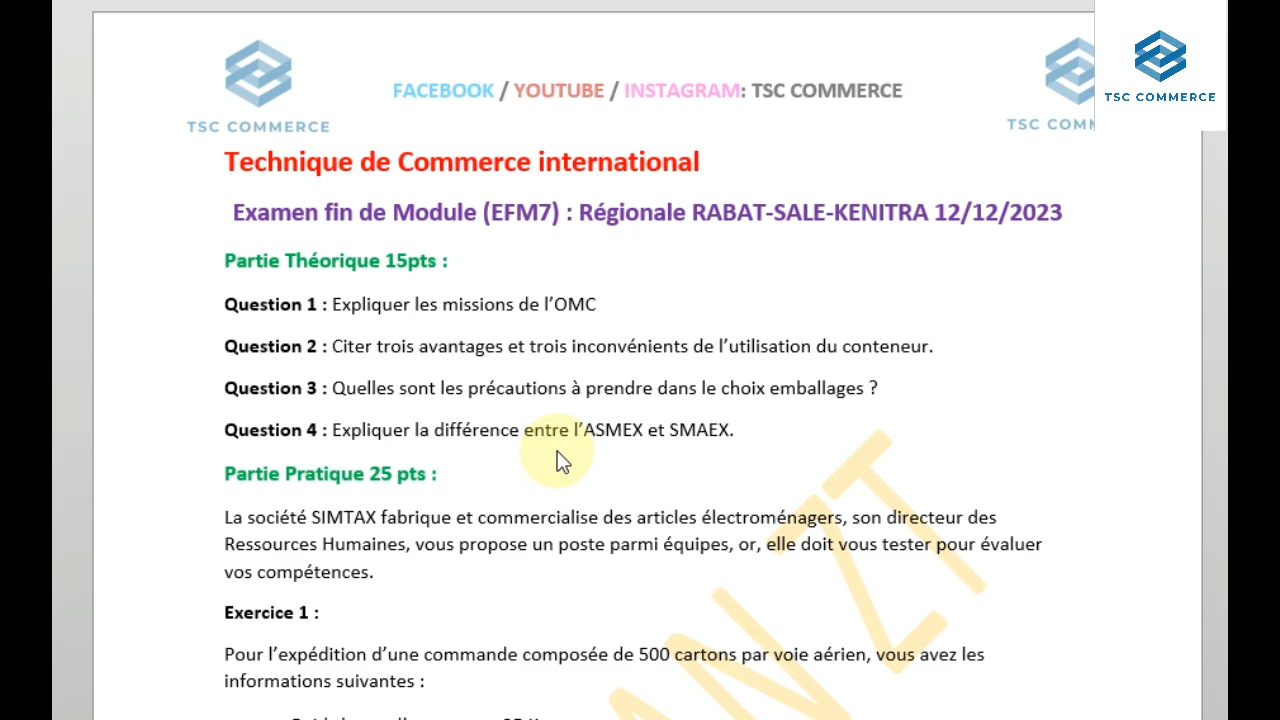 TSC COMMERCE
FACEBOOK / YOUTUBE / INSTAGRAM: TSC COMMERCE
TSC COMM
TSC COMMERCE
Technique de Commerce international
Examen fin de Module (EFM7) : Régionale RABAT-SALE-KENITRA 12/12/2023
Partie Théorique 15pts :
Question 1 : Expliquer les missions de l’OMC
Question 2 : Citer trois avantages et trois inconvénients de l’utilisation du conteneur.
Question 3 : Quelles sont les précautions à prendre dans le choix emballages ?
Question 4 : Expliquer la différence entre l’ASMEX et SMAEX.
Partie Pratique 25 pts :
La société SIMTAX fabrique et commercialise des articles électroménagers, son directeur des
Ressources Humaines, vous propose un poste parmi équipes, or, elle doit vous tester pour évaluer
vos compétences.
Exercice 1 :
Pour l’expédition d’une commande composée de 500 cartons par voie aérien, vous avez les
informations suivantes :